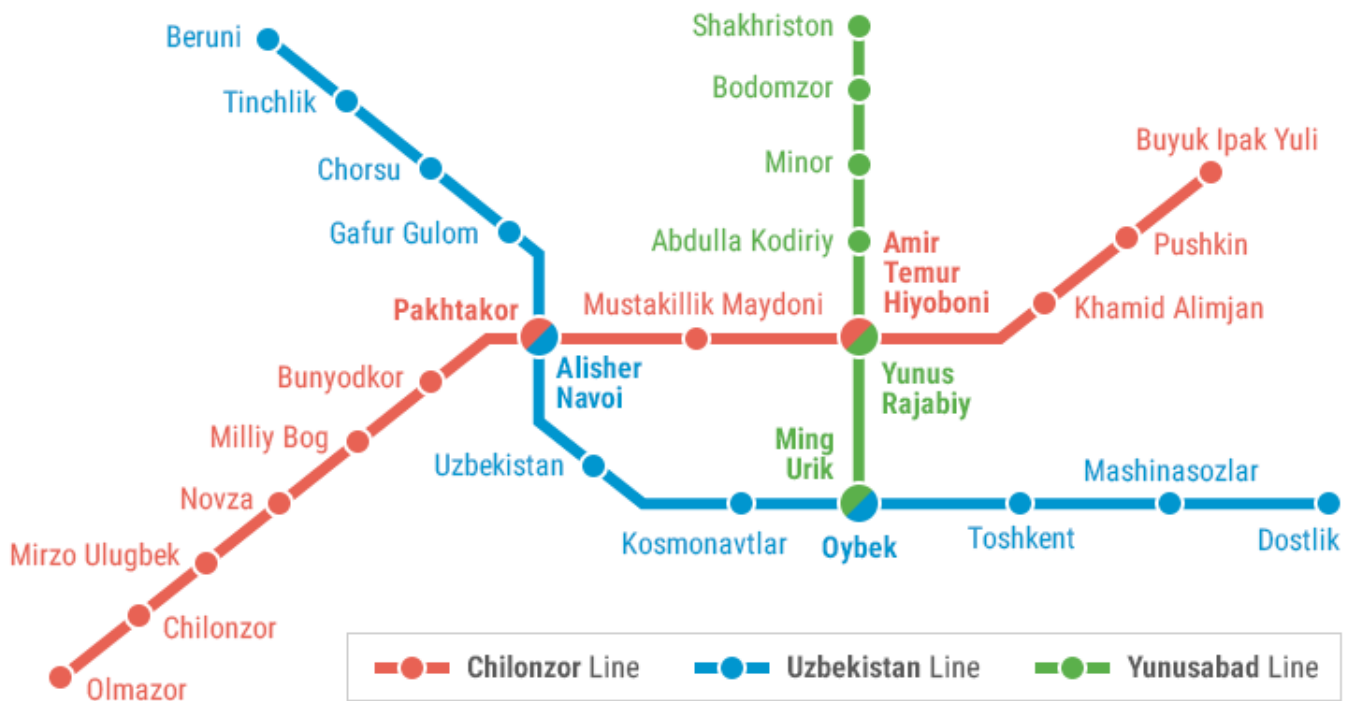 Shakhriston
Beruni
Bodomzor
Tinchlik
Buyuk Ipak Yuli
Minor
Chorsu
Gafur Gulom
Abdulla Kodiriy
Amir
Temur
Hiyoboni
Pushkin
Pakhtakor
Mustakillik Maydoni
Khamid Alimjan
Bunyodkor
Alisher
Navoi
Yunus
Rajabiy
Milliy Bog
Ming
Urik
Uzbekistan
Mashinasozlar
Novza
Kosmonavtlar
Oybek
Toshkent
Dostlik
Mirzo Ulugbek
Chilonzor
Olmazor
Chilonzor Line
Uzbekistan Line
Yunusabad Line